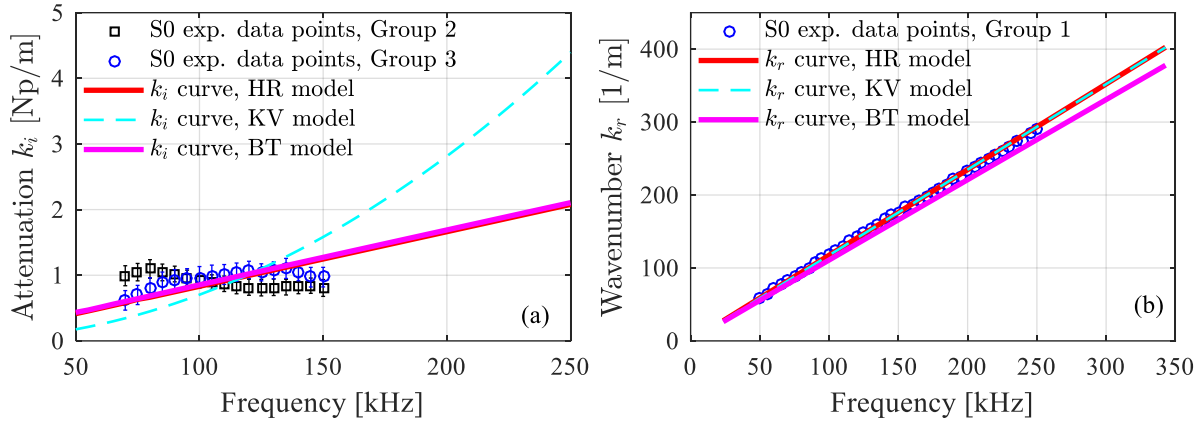 S0 exp. data points, Group 2
S0 exp. data points, Group 3
k_i curve, HR model
k_i curve, KV model
k_i curve, BT model
Attenuation k_i [Np/m]
5
4
3
2
1
0
50
100
150
200
250
(a)
Frequency [kHz]
S0 exp. data points, Group 1
k_r curve, HR model
k_r curve, KV model
k_r curve, BT model
Wavenumber k_r [1/m]
400
300
200
100
0
0
50
100
150
200
250
300
350
(b)
Frequency [kHz]